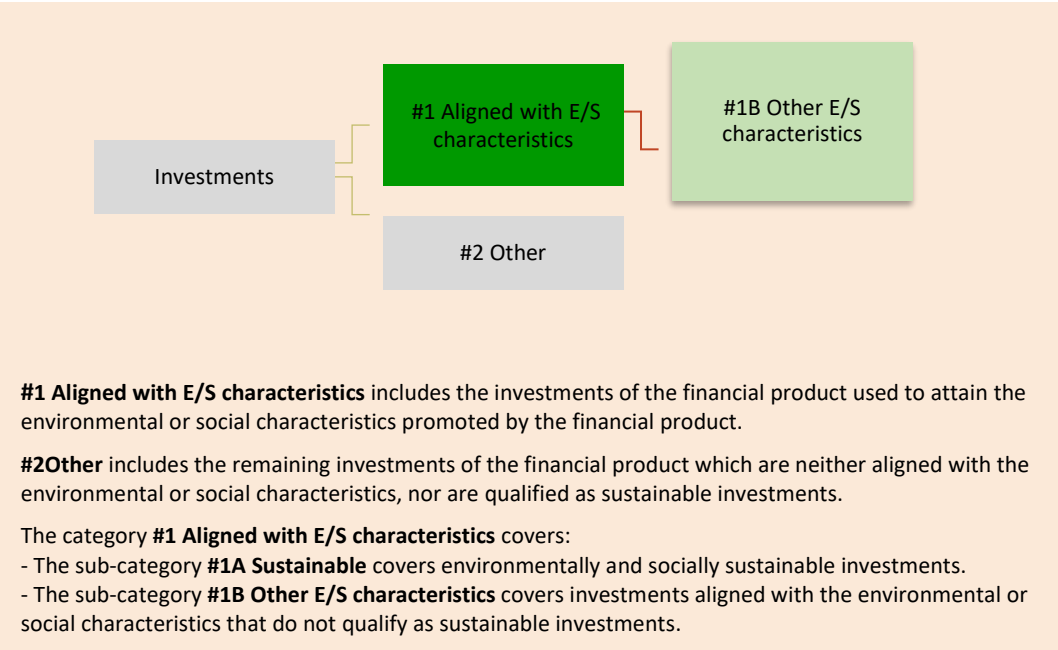 #1 Aligned with E/S
characteristics
#1B Other E/S
characteristics
Investments
#2 Other
#1 Aligned with E/S characteristics includes the investments of the financial product used to attain the
environmental or social characteristics promoted by the financial product.
#2Other includes the remaining investments of the financial product which are neither aligned with the
environmental or social characteristics, nor are qualified as sustainable investments.
The category #1 Aligned with E/S characteristics covers:
- The sub-category #1A Sustainable covers environmentally and socially sustainable investments.
- The sub-category #1B Other E/S characteristics covers investments aligned with the environmental or
social characteristics that do not qualify as sustainable investments.